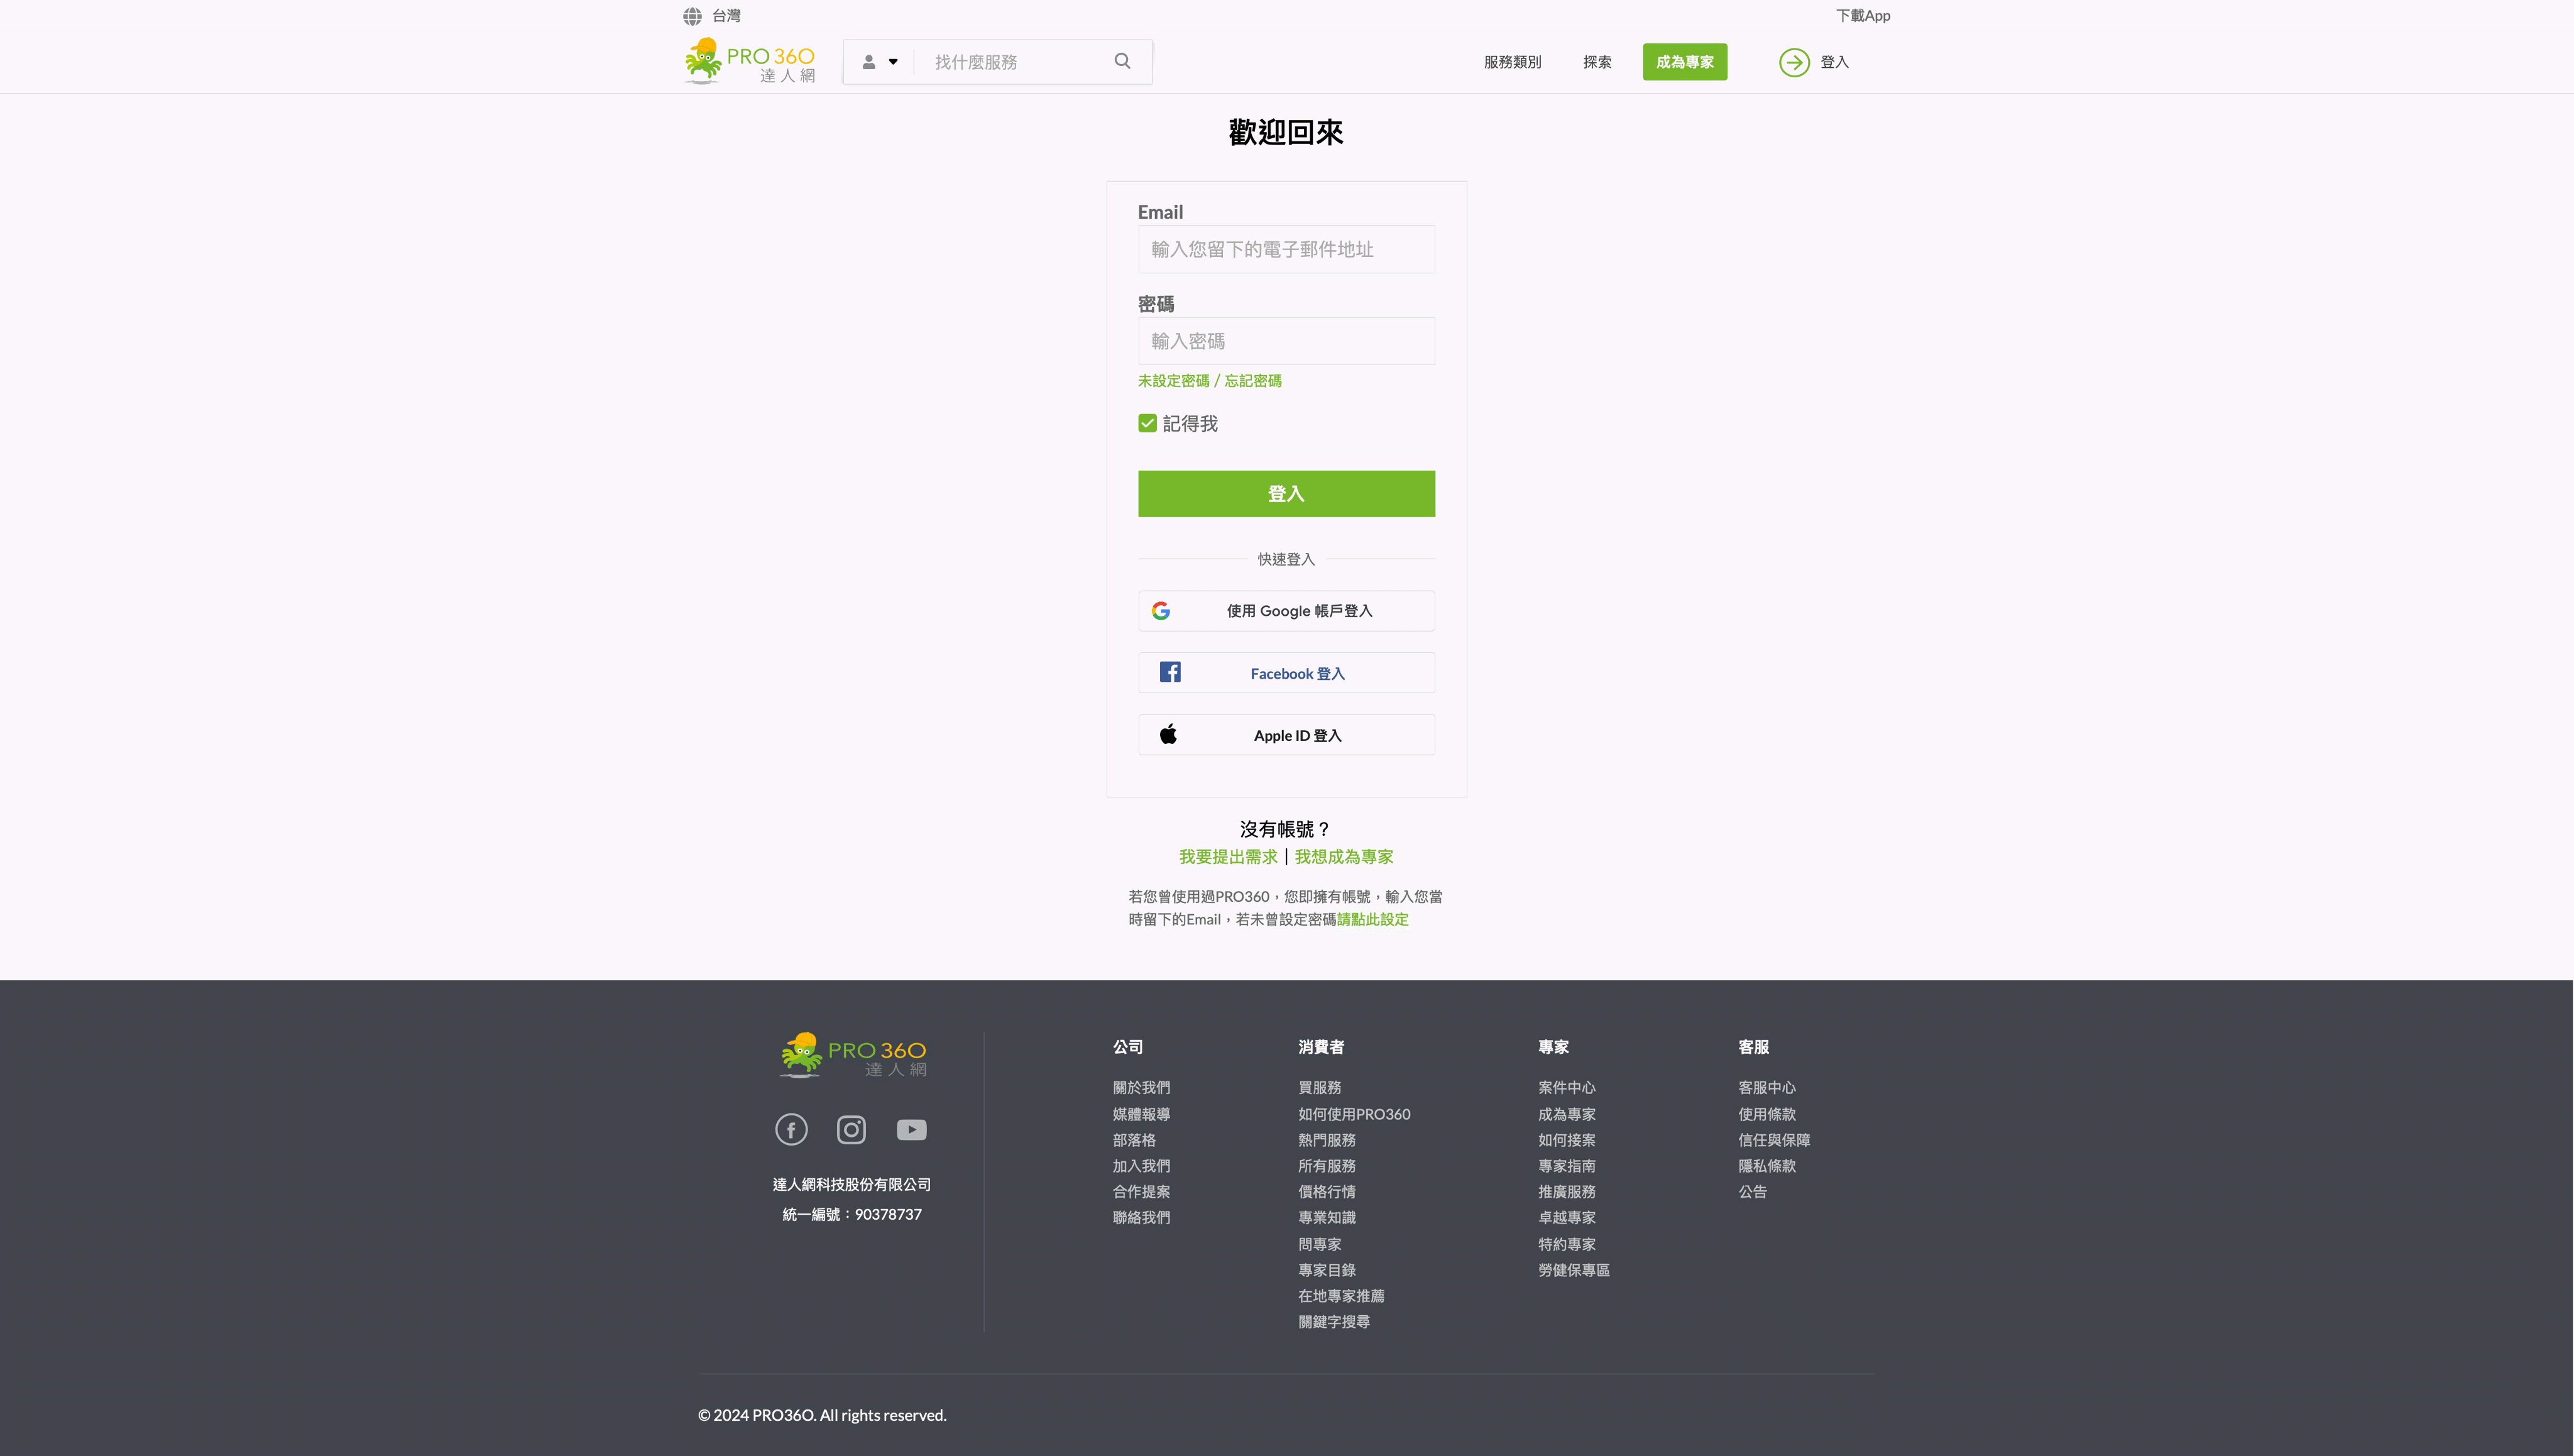 台灣
下載App
PRO360
達人網
找什麼服務
服務類別
探索
成為專家
登入
歡迎回來
Email
輸入您留下的電子郵件地址
密碼
輸入密碼
未設定密碼 / 忘記密碼
記得我
登入
快速登入
使用 Google 帳戶登入
Facebook 登入
Apple ID 登入
沒有帳號？
我要提出需求 | 我想成為專家
若您曾使用過PRO360，您即擁有帳號，輸入您當
時留下的Email，若未曾設定密碼請點此設定
PRO360
達人網
達人網科技股份有限公司
統一編號：90378737
公司
關於我們
媒體報導
部落格
加入我們
合作提案
聯絡我們
消費者
買服務
如何使用PRO360
熱門服務
所有服務
價格行情
專業知識
問專家
專家目錄
在地專家推薦
關鍵字搜尋
專家
案件中心
成為專家
如何接案
專家指南
推廣服務
卓越專家
特約專家
勞健保專區
客服
客服中心
使用條款
信任與保障
隱私條款
公告
© 2024 PRO36O. All rights reserved.